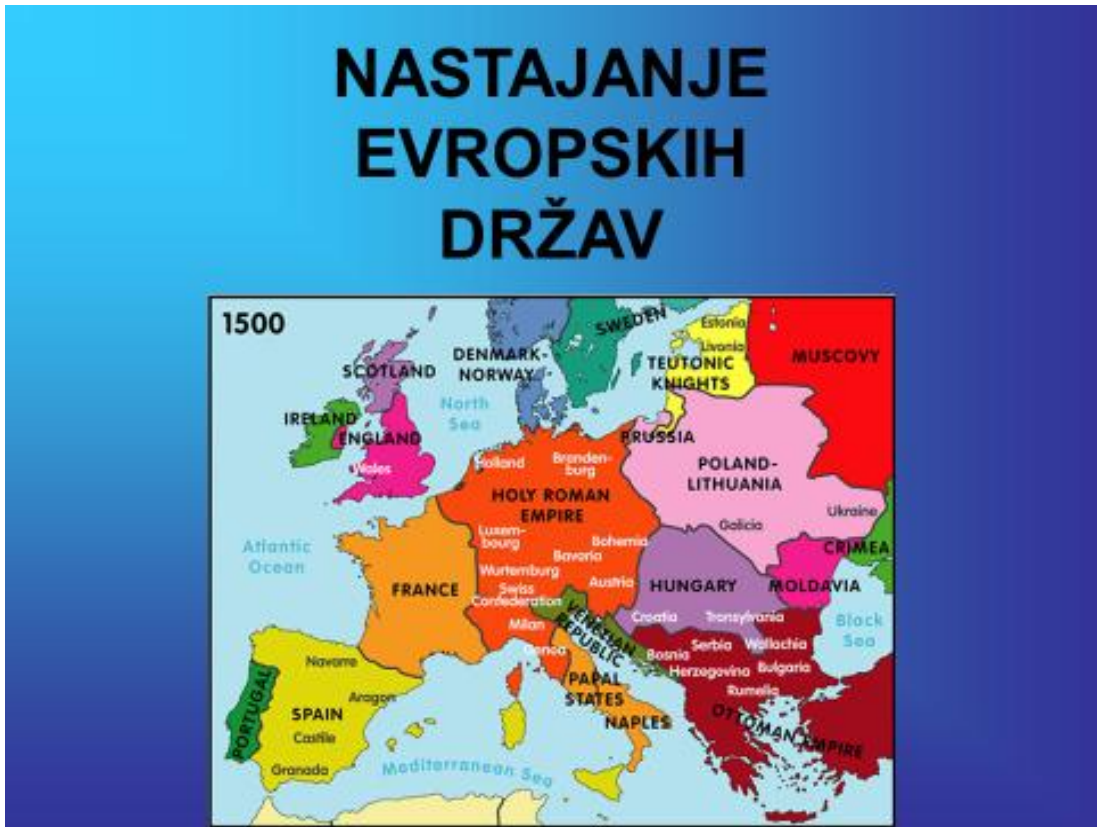 NASTAJANJE
EVROPSKIH
DRŽAV
1500
SCOTLAND
IRELAND
ENGLAND
Wales
North
Sea
DENMARK-
NORWAY
SWEDEN
Estonia
Livonia
TEUTONIC
KNIGHTS
MUSCOVY
PRUSSIA
POLAND-
LITHUANIA
Ukraine
Galicia
CRIMEA
Holland
Branden-
burg
HOLY ROMAN
EMPIRE
Luxem-
bourg
Bohemia
Bavaria
Wurtemburg
Swiss
Confederation
Austria
Milan
Genoa
Atlantic
Ocean
FRANCE
HUNGARY
MOLDAVIA
Croatia
Transylvania
Black
Sea
VENETIAN
REPUBLIC
Bosnia
Serbia
Wallachia
Herzegovina
Bulgaria
Rumelia
PAPAL
STATES
NAPLES
OTTOMAN EMPIRE
Navarre
Aragon
PORTUGAL
SPAIN
Castile
Granada
Mediterranean Sea